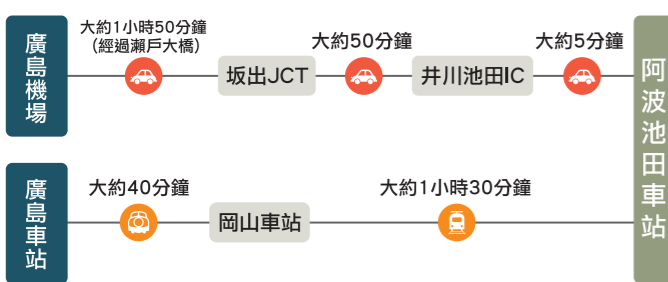 廣島機場
大約1小時50分鐘
（經過瀨戶大橋）
坂出JCT
大約50分鐘
井川池田IC
大約5分鐘
阿波池田車站
廣島車站
大約40分鐘
岡山車站
大約1小時30分鐘